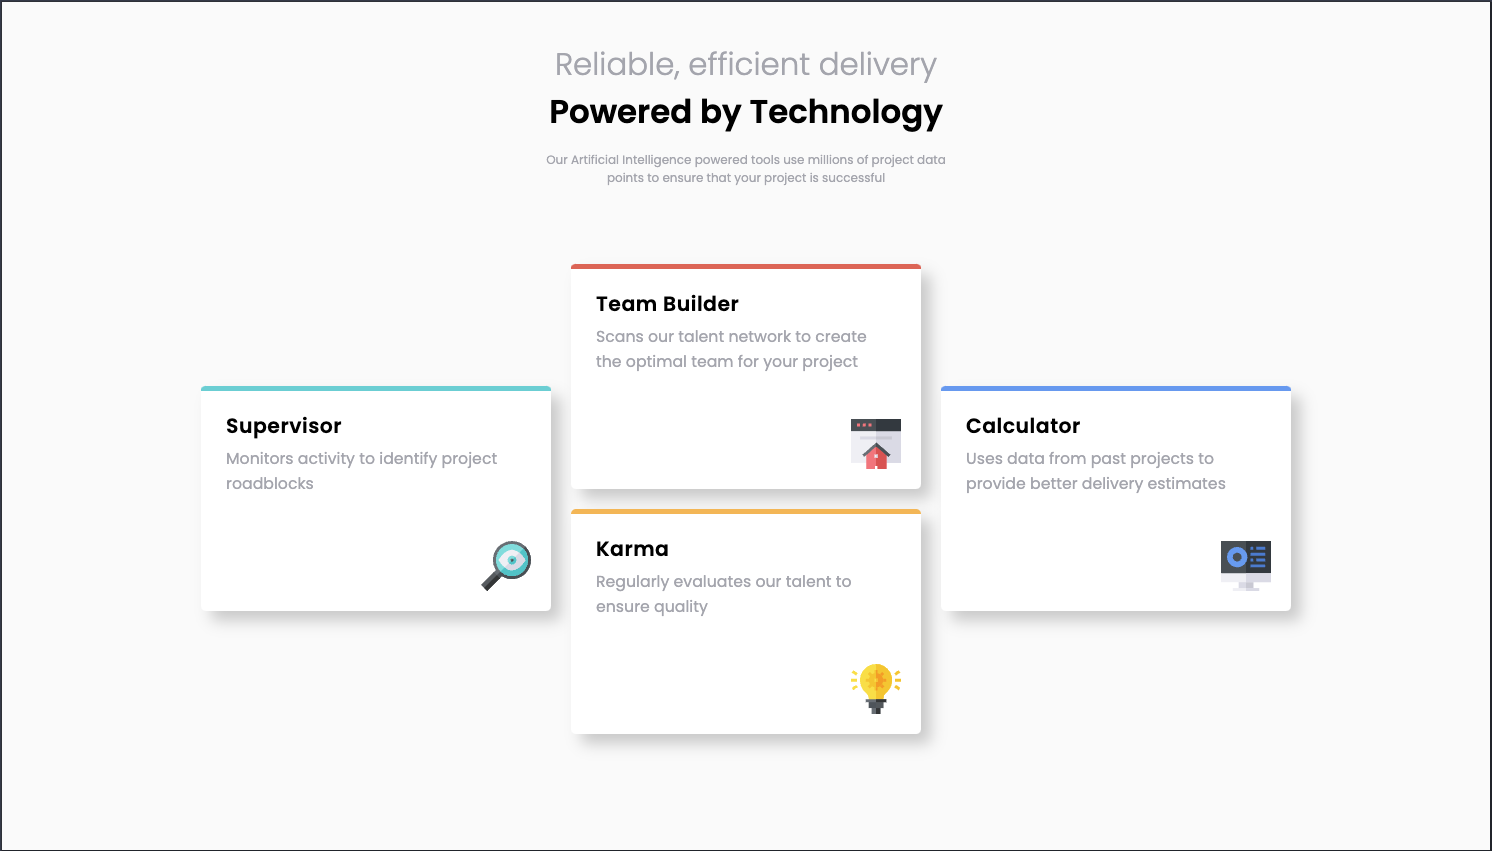 Reliable, efficient delivery
Powered by Technology
Our Artificial Intelligence powered tools use millions of project data
points to ensure that your project is successful
Team Builder
Scans our talent network to create
the optimal team for your project
Supervisor
Monitors activity to identify project
roadblocks
Calculator
Uses data from past projects to
provide better delivery estimates
Karma
Regularly evaluates our talent to
ensure quality